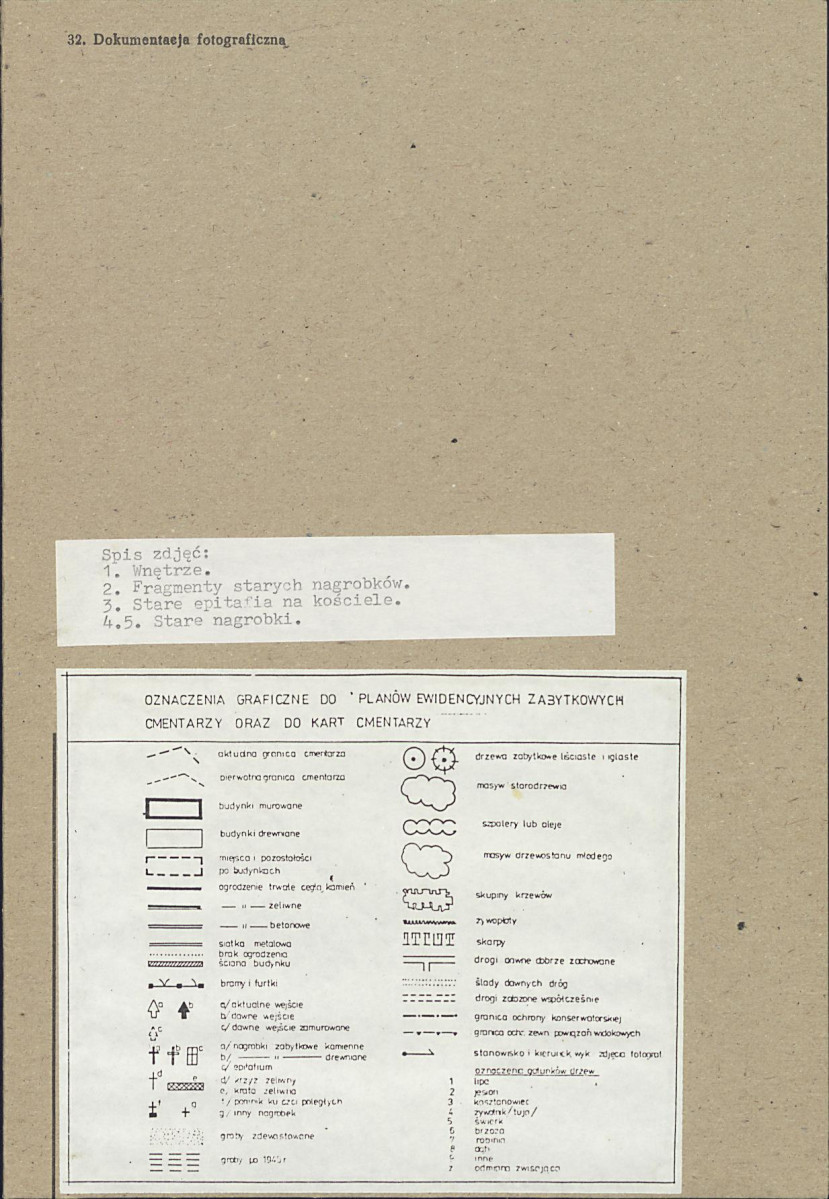 32. Dokumentacja fotograficzna
Spis zdjęć:
1. Wnętrze.
2. Fragmenty starych nagrobków.
3. Stare epitafia na kościele.
4.5. Stare nagrobki.
OZNACZENIA GRAFICZNE DO PLANÓW EWIDENCYJNYCH ZABYTKOWYCH
CMENTARZY ORAZ DO KART CMENTARZY
aktualna granica cmentarza
pierwotna granica cmentarza
budynki murowane
budynki drewniane
miejsca i pozostałości
po budynkach
ogrodzenie trwałe cegła, kamień
— " — żeliwne
— " — betonowe
siatka metalowa
brak ogrodzenia
ściana budynku
bramy i furtki
a b
a/ aktualne wejście
b/ dawne wejście
c
c/ dawne wejście zamurowane
a b c
a/ nagrobki zabytkowe kamienne
b/ — " — drewniane
c/ epitafium
d e
d/ krzyż żeliwny
e/ krata żeliwna
f g
f/ pomnik ku czci poległych
g/ inny nagrobek
groby zdewastowane
groby po 1945 r
drzewa zabytkowe liściaste i iglaste
masyw starodrzewia
szpalery lub aleje
masyw drzewostanu młodego
skupiny krzewów
żywopłoty
skarpy
drogi dawne dobrze zachowane
ślady dawnych dróg
drogi założone współcześnie
granica ochrony konserwatorskiej
granica ochr. zewn. powiązań widokowych
stanowisko i kierunek wyk. zdjęcia fotograf
oznaczenia gatunków drzew
1 lipa
2 jesion
3 kasztanowiec
4 żywotnik /tuja/
5 świerk
6 brzoza
7 robinia
8 dąb
9 inne
z odmiana zwisająca